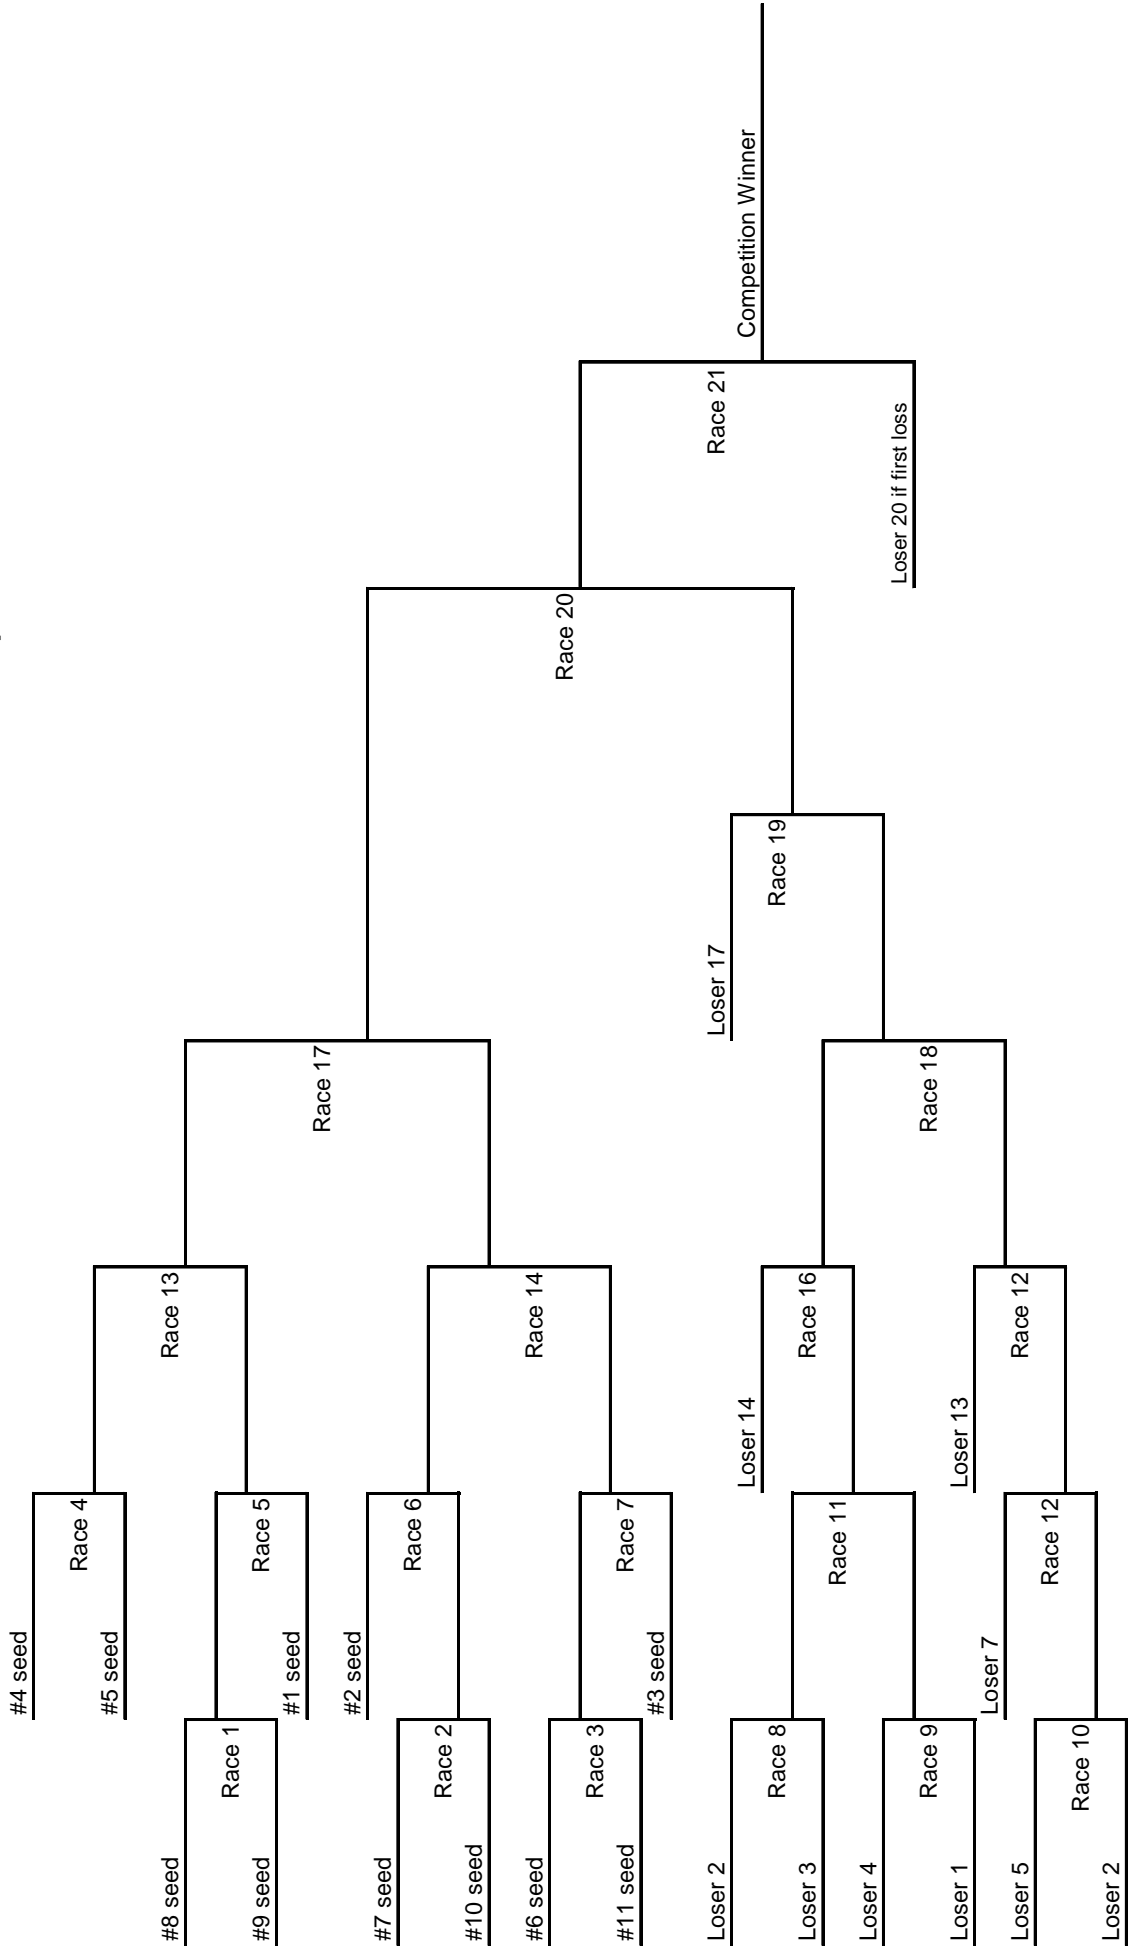 #4 seed
Race 4
#5 seed
#8 seed
Race 1
#9 seed
Race 5
#1 seed
Race 13
#2 seed
Race 6
#7 seed
Race 2
#10 seed
Race 14
#6 seed
Race 3
#11 seed
Race 7
#3 seed
Race 17
Race 20
Race 21
Competition Winner
Loser 20 if first loss
Loser 17
Race 19
Loser 14
Race 16
Loser 2
Race 8
Loser 3
Race 11
Loser 4
Race 9
Loser 1
Race 18
Loser 13
Race 12
Loser 7
Race 12
Loser 5
Race 10
Loser 2